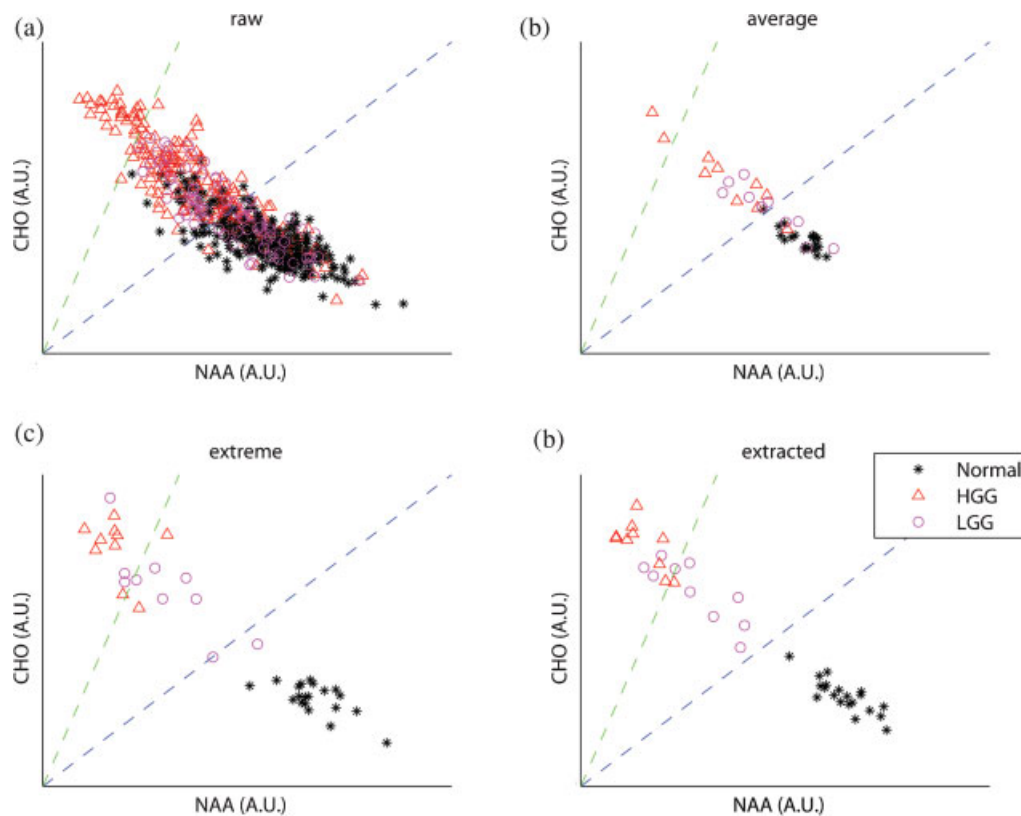 (a)
raw
CHO (A.U.)
NAA (A.U.)
(b)
average
CHO (A.U.)
NAA (A.U.)
(c)
extreme
CHO (A.U.)
NAA (A.U.)
(b)
extracted
Normal
HGG
LGG
CHO (A.U.)
NAA (A.U.)